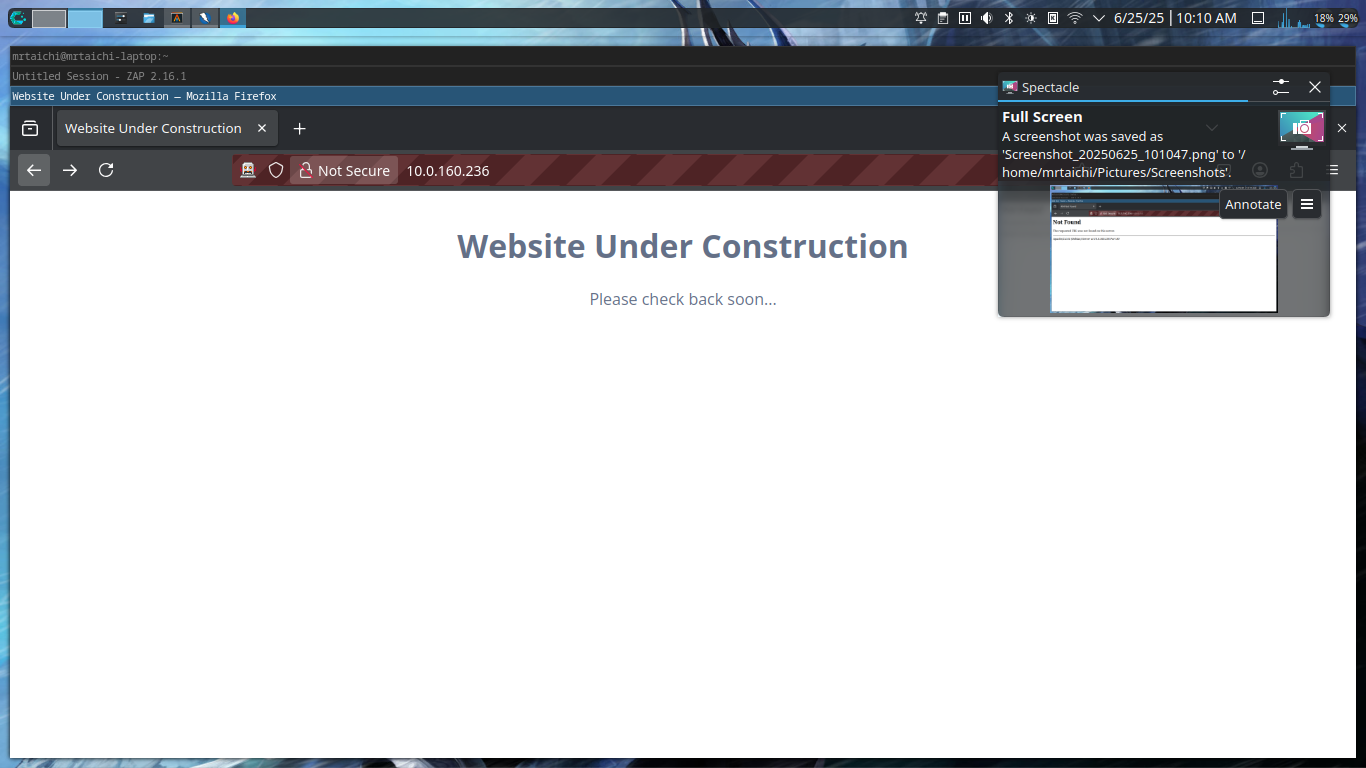 6/25/25 | 10:10 AM
18% 29%
mrtaichi@mrtaichi-laptop:~
Untitled Session - ZAP 2.16.1
Website Under Construction — Mozilla Firefox
Website Under Construction
Not Secure
10.0.160.236
Spectacle
Full Screen
A screenshot was saved as
'Screenshot_20250625_101047.png' to '/
home/mrtaichi/Pictures/Screenshots'.
Annotate
Not Found
Website Under Construction
Please check back soon...